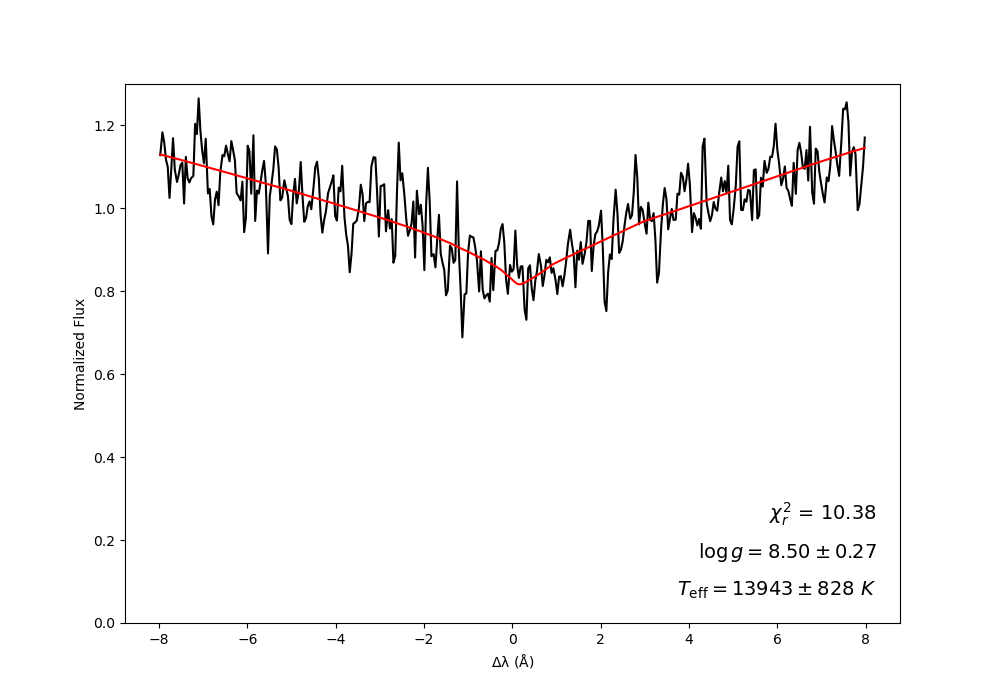 1.2
1.0
0.8
0.6
0.4
0.2
0.0
Normalized Flux
χ²ᵣ = 10.38
log g = 8.50 ± 0.27
T_eff = 13943 ± 828 K
−8 −6 −4 −2 0 2 4 6 8
Δλ (Å)